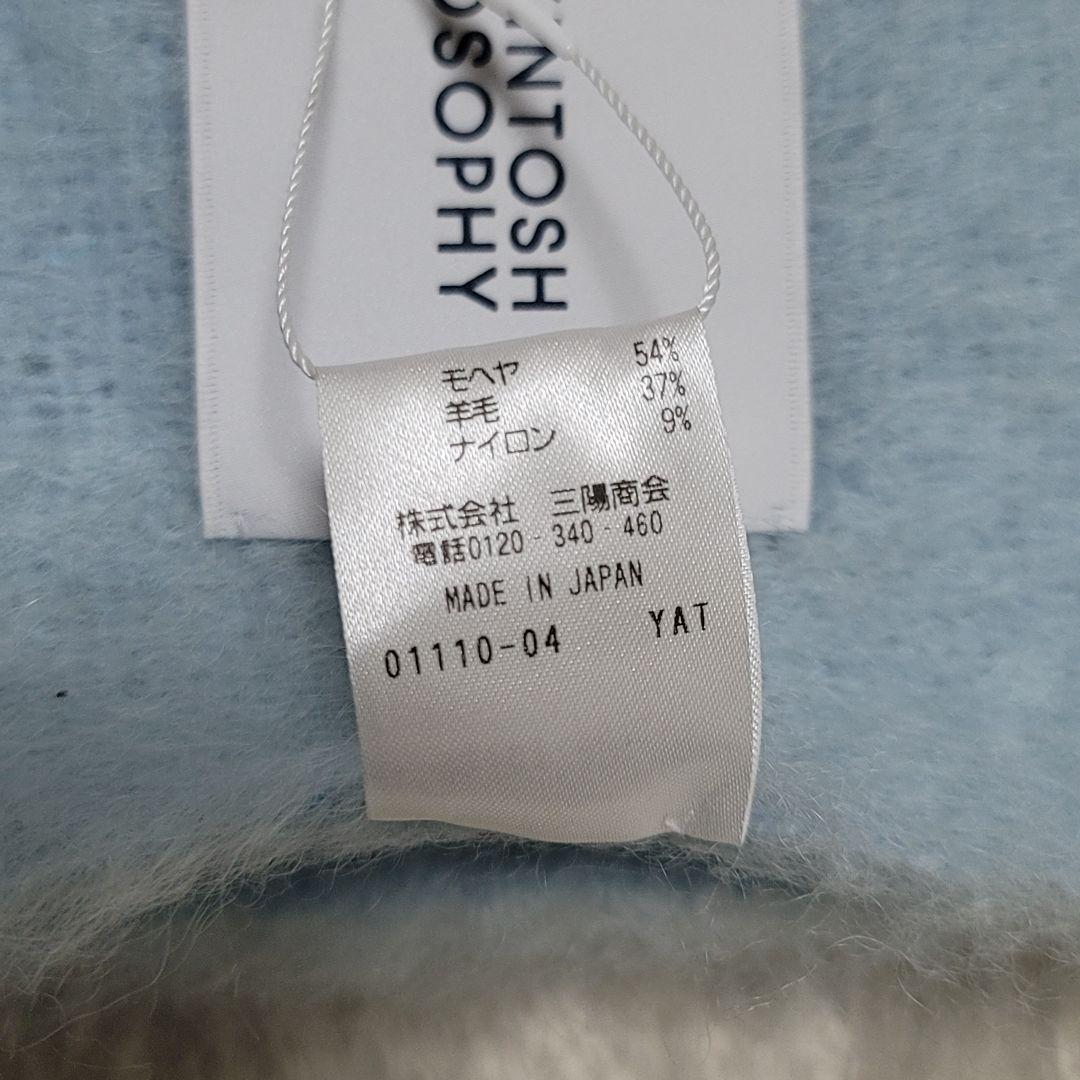 INTOSH
OSOPHY
モヘヤ 54%
羊毛 37%
ナイロン 9%
株式会社 三陽商会
電話0120-340-460
MADE IN JAPAN
01110-04 YAT